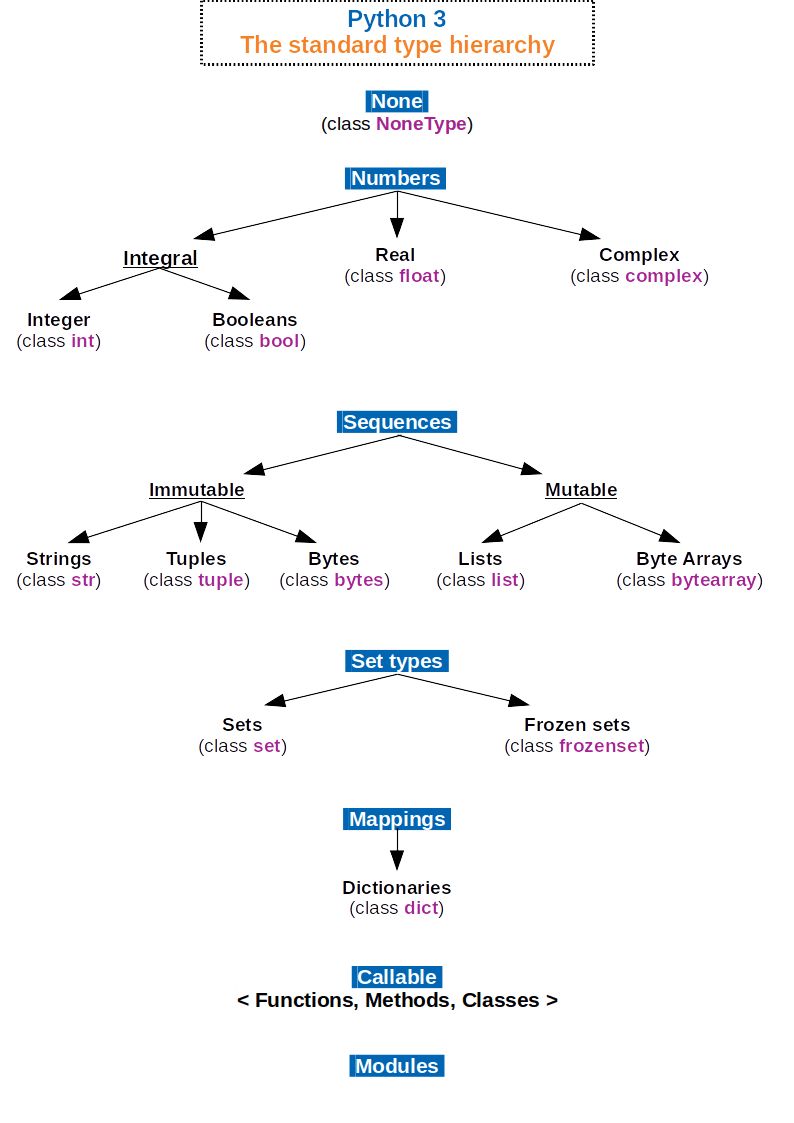 Python 3
The standard type hierarchy
None
(class NoneType)
Numbers
Integral
Real
(class float)
Complex
(class complex)
Integer
(class int)
Booleans
(class bool)
Sequences
Immutable
Mutable
Strings
(class str)
Tuples
(class tuple)
Bytes
(class bytes)
Lists
(class list)
Byte Arrays
(class bytearray)
Set types
Sets
(class set)
Frozen sets
(class frozenset)
Mappings
Dictionaries
(class dict)
Callable
< Functions, Methods, Classes >
Modules